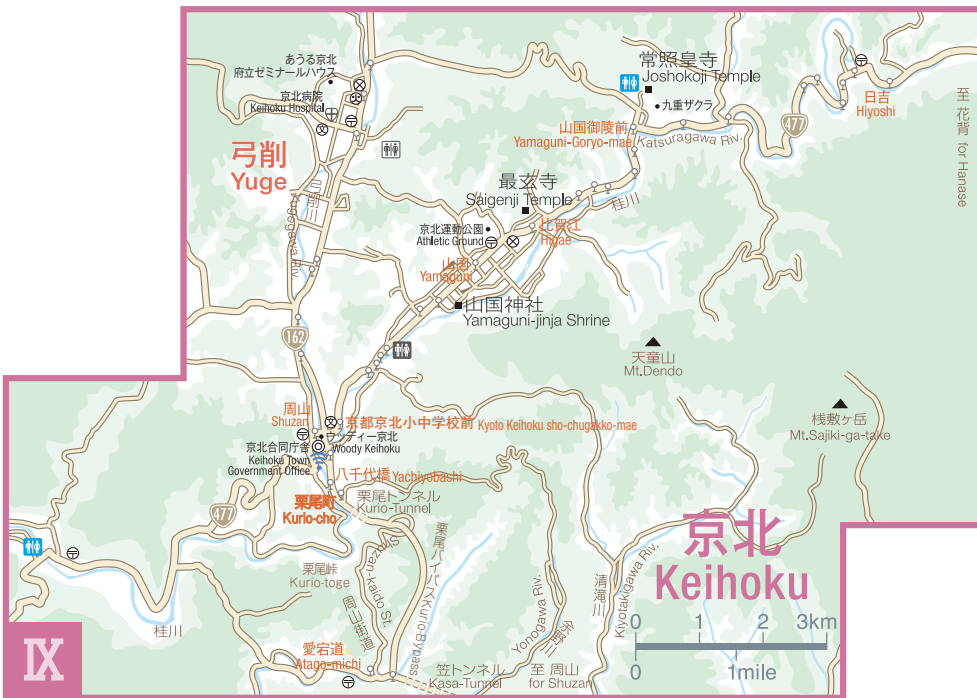 あうる京北
府立ゼミナールハウス
京北病院
Keihoku Hospital
弓削
Yuge
弓削川
Yugegawa Riv.
常照皇寺
Joshokoji Temple
九重ザクラ
山国御陵前
Yamaguni-Goryo-mae
Katsuragawa Riv.
桂川
477
日吉
Hiyoshi
至 花背 for Hanase
最玄寺
Saigenji Temple
京北運動公園
Athletic Ground
比賀江
Higae
山国
Yamaguni
山国神社
Yamaguni-jinja Shrine
162
天童山
Mt.Dendo
桟敷ヶ岳
Mt.Sajiki-ga-take
周山
Shuzan
京都京北小中学校前 Kyoto Keihoku sho-chugakko-mae
ウッディー京北
Woody Keihoku
京北合同庁舎
Keihoku Town
Government Office
八千代橋 Yachiyobashi
栗尾町
Kurio-cho
栗尾トンネル
Kurio-Tunnel
477
栗尾峠
Kurio-toge
Shuzan-kaido St.
周山街道
栗尾バイパス Kurio-Bypass
桂川
愛宕道
Atago-michi
笠トンネル
Kasa-Tunnel
Yonogawa Riv.
余野川
至 周山
for Shuzan
清滝川
Kiyotakigawa Riv.
京北
Keihoku
0 1 2 3km
0 1mile
IX